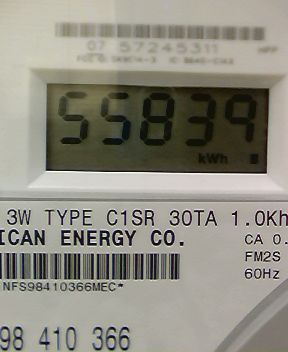 07 57245311
55839
kWh
3W TYPE C1SR 30TA 1.0Kh
ICAN ENERGY CO.
CA 0.
FM2S
NFS98410366MEC*
60Hz
98 410 366